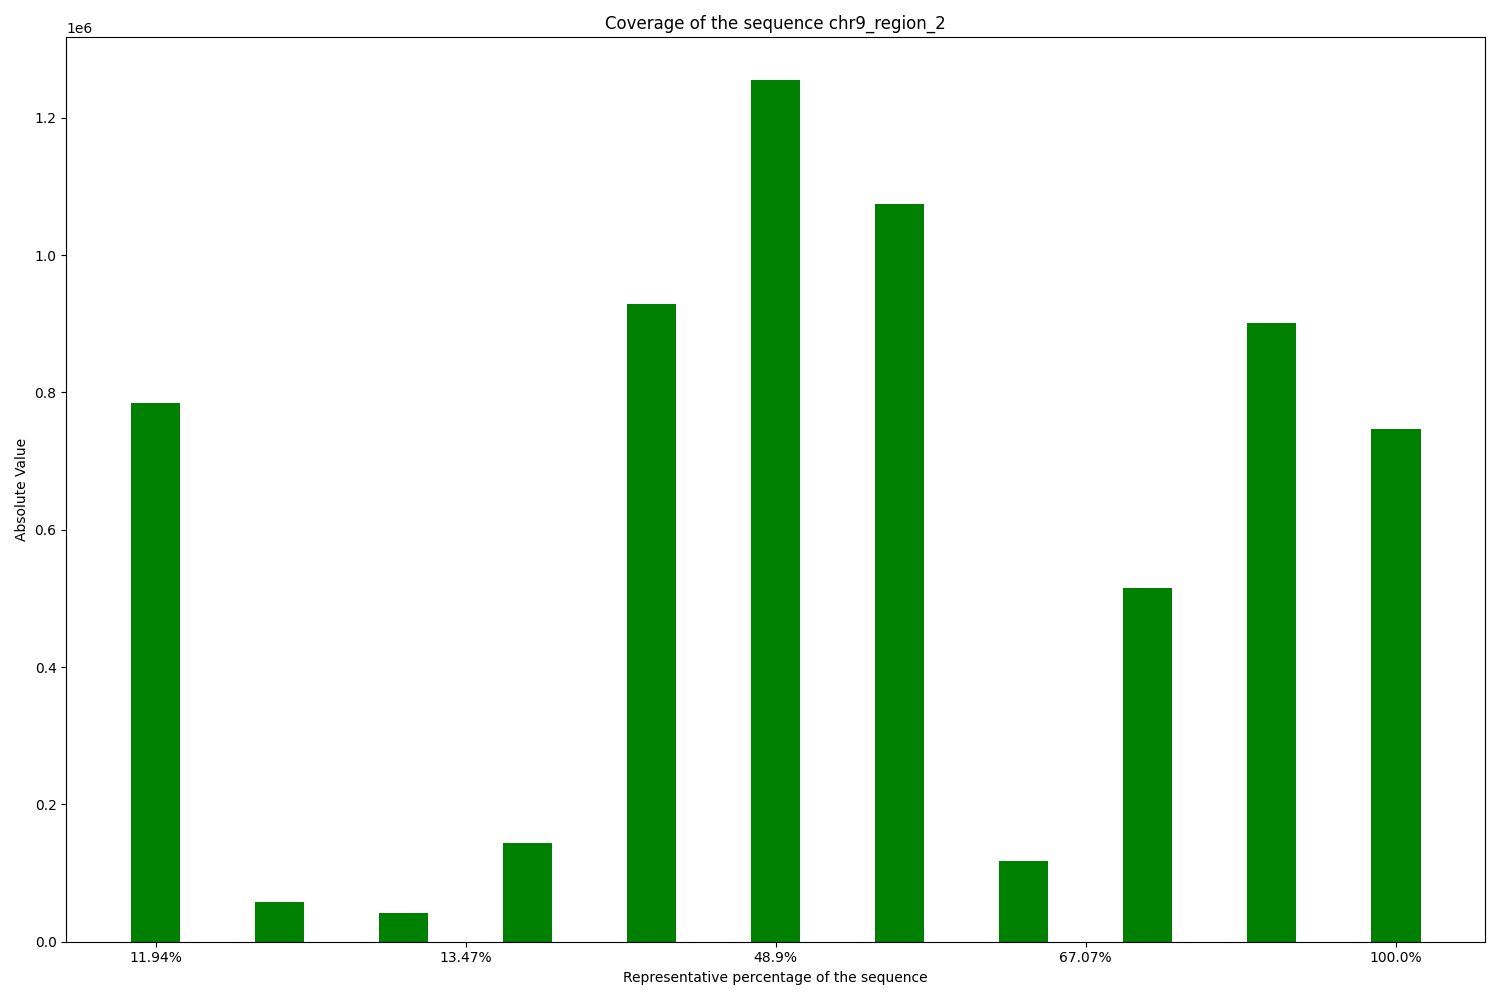 Coverage of the sequence chr9_region_2
1e6
1.2
1.0
0.8
0.6
0.4
0.2
0.0
Absolute Value
11.94% 13.47% 48.9% 67.07% 100.0%
Representative percentage of the sequence